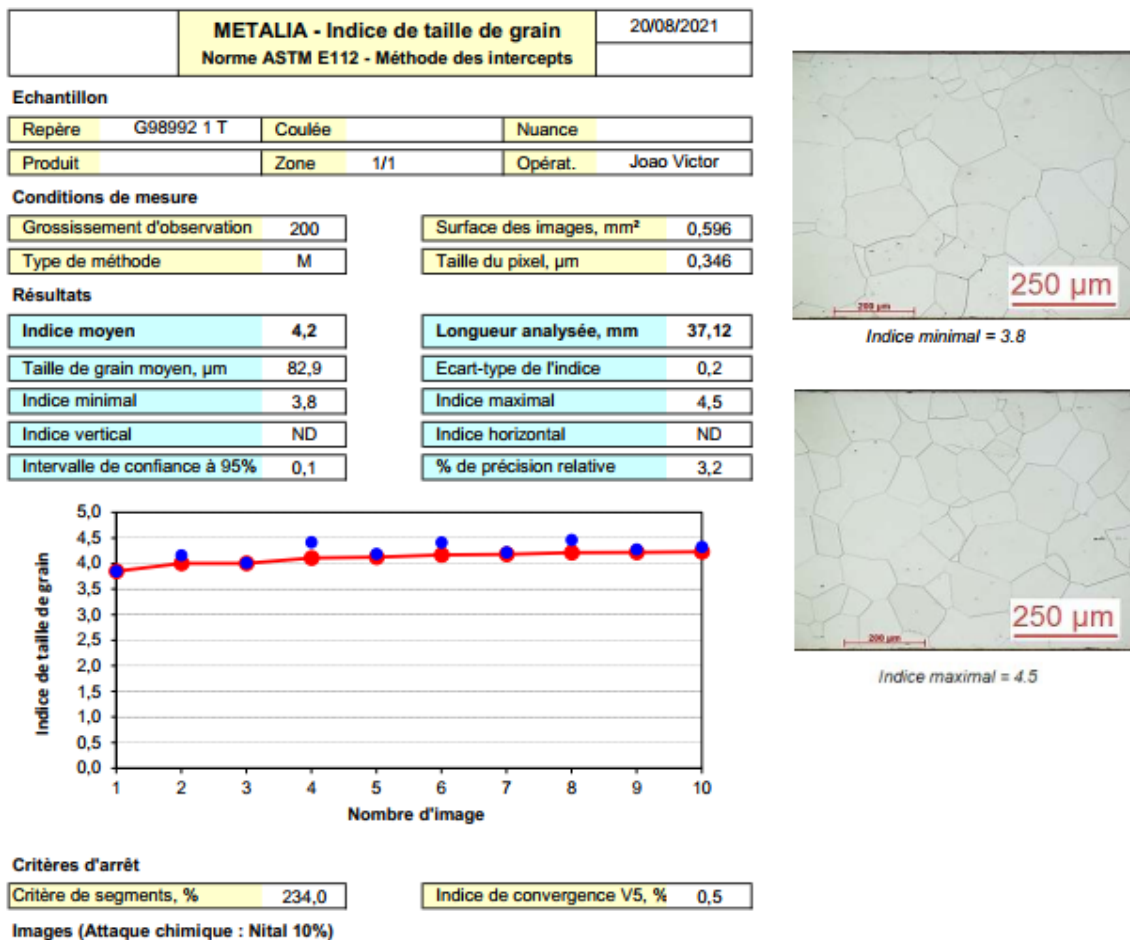 METALIA - Indice de taille de grain
20/08/2021
Norme ASTM E112 - Méthode des intercepts
Echantillon
Repère G98992 1 T Coulée Nuance
Produit Zone 1/1 Opérat. Joao Victor
Conditions de mesure
Grossissement d'observation 200 Surface des images, mm² 0,596
Type de méthode M Taille du pixel, µm 0,346
Résultats
Indice moyen 4,2 Longueur analysée, mm 37,12
Taille de grain moyen, µm 82,9 Ecart-type de l'indice 0,2
Indice minimal 3,8 Indice maximal 4,5
Indice vertical ND Indice horizontal ND
Intervalle de confiance à 95% 0,1 % de précision relative 3,2
5,0
4,5
4,0
3,5
3,0
2,5
2,0
1,5
1,0
0,5
0,0
Indice de taille de grain
1 2 3 4 5 6 7 8 9 10
Nombre d'image
Critères d'arrêt
Critère de segments, % 234,0 Indice de convergence V5, % 0,5
Images (Attaque chimique : Nital 10%)
250 µm
200 µm
Indice minimal = 3.8
250 µm
200 µm
Indice maximal = 4.5